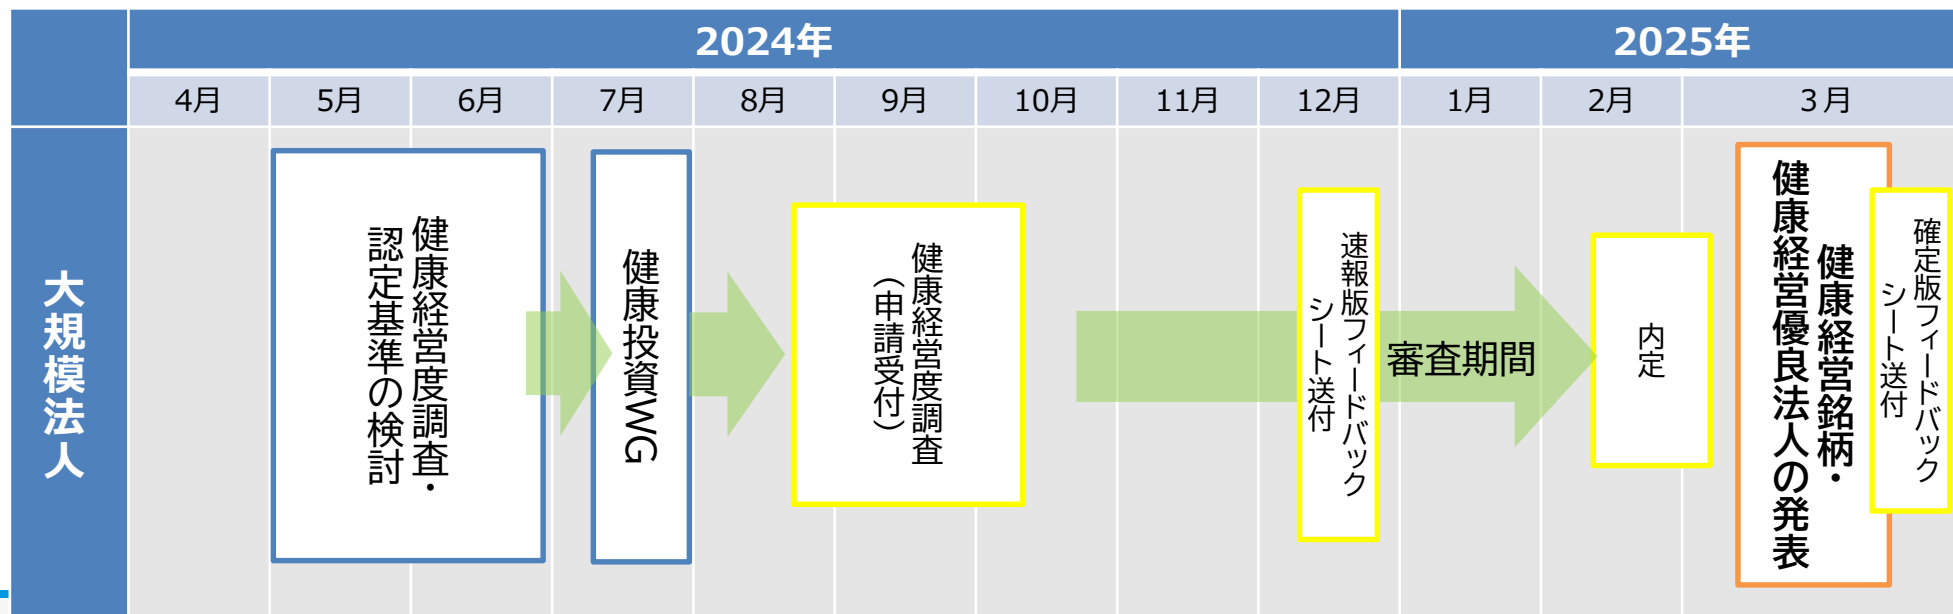 2024年
2025年
4月
5月
6月
7月
8月
9月
10月
11月
12月
1月
2月
３月
大規模法人
健康経営度調査・
認定基準の検討
健康投資WG
健康経営度調査
（申請受付）
速報版フィードバック
シート送付
審査期間
内定
健康経営銘柄・
健康経営優良法人の発表
確定版フィードバック
シート送付